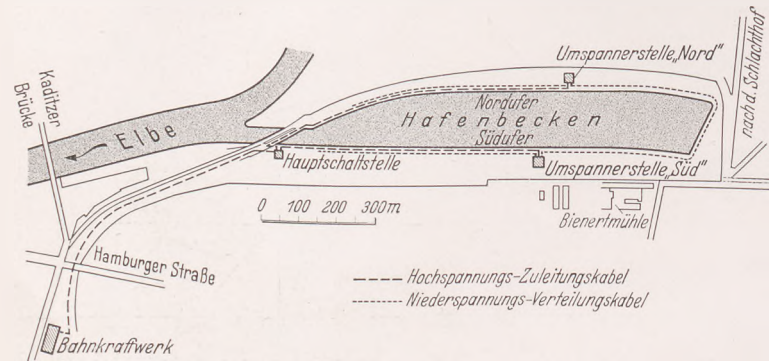 Kaditzer
Brücke
Elbe
Umspannerstelle „Nord"
Nordufer
Hafenbecken
Südufer
nach d. Schlachthof
Hauptschaltstelle
Umspannerstelle „Süd"
0 100 200 300m
Bienertmühle
Hamburger Straße
Hochspannungs-Zuleitungskabel
Niederspannungs-Verteilungskabel
Bahnkraftwerk